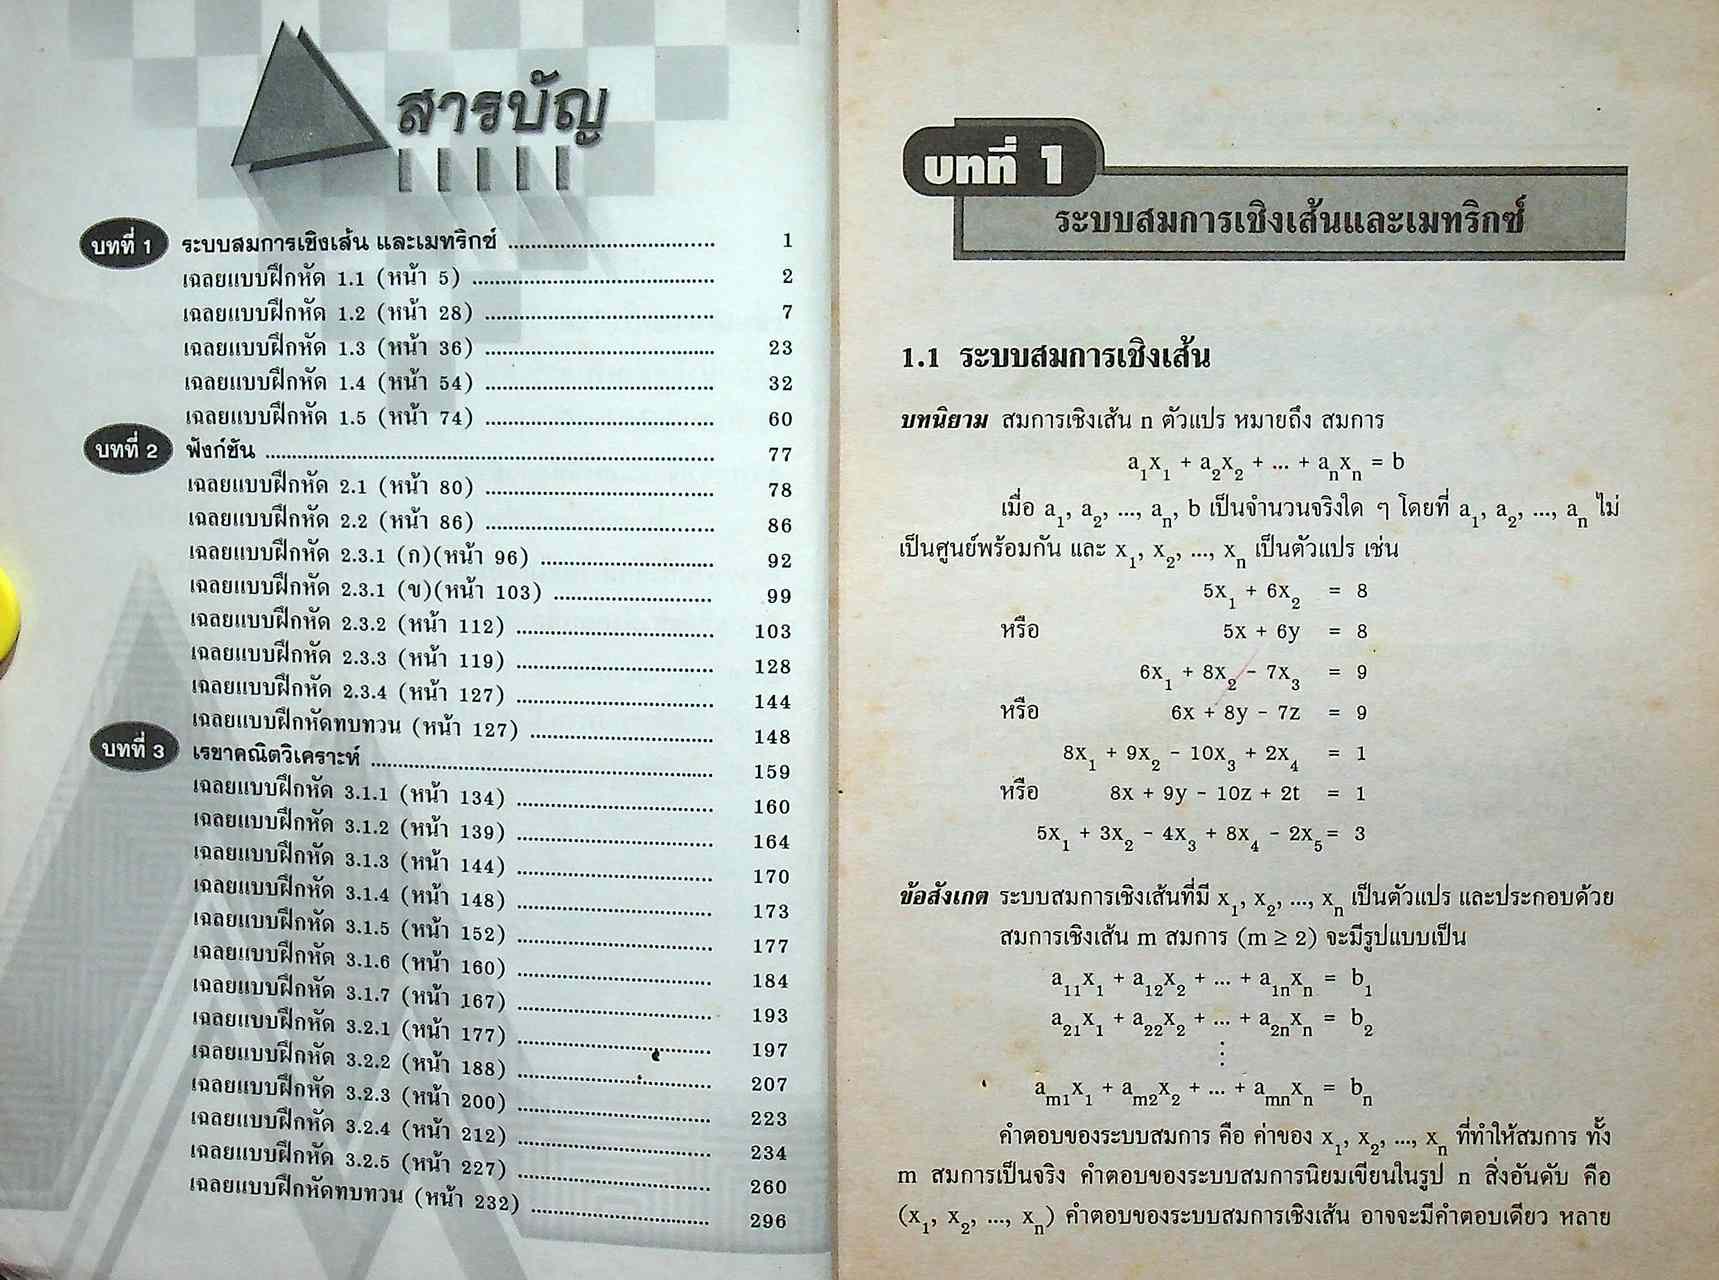 สารบัญ
บทที่ 1 ระบบสมการเชิงเส้น และเมทริกซ์ 1
เฉลยแบบฝึกหัด 1.1 (หน้า 5) 2
เฉลยแบบฝึกหัด 1.2 (หน้า 28) 7
เฉลยแบบฝึกหัด 1.3 (หน้า 36) 23
เฉลยแบบฝึกหัด 1.4 (หน้า 54) 32
เฉลยแบบฝึกหัด 1.5 (หน้า 74) 60
บทที่ 2 ฟังก์ชัน 77
เฉลยแบบฝึกหัด 2.1 (หน้า 80) 78
เฉลยแบบฝึกหัด 2.2 (หน้า 86) 86
เฉลยแบบฝึกหัด 2.3.1 (ก)(หน้า 96) 92
เฉลยแบบฝึกหัด 2.3.1 (ข)(หน้า 103) 99
เฉลยแบบฝึกหัด 2.3.2 (หน้า 112) 103
เฉลยแบบฝึกหัด 2.3.3 (หน้า 119) 128
เฉลยแบบฝึกหัด 2.3.4 (หน้า 127) 144
เฉลยแบบฝึกหัดทบทวน (หน้า 127) 148
บทที่ 3 เรขาคณิตวิเคราะห์ 159
เฉลยแบบฝึกหัด 3.1.1 (หน้า 134) 160
เฉลยแบบฝึกหัด 3.1.2 (หน้า 139) 164
เฉลยแบบฝึกหัด 3.1.3 (หน้า 144) 170
เฉลยแบบฝึกหัด 3.1.4 (หน้า 148) 173
เฉลยแบบฝึกหัด 3.1.5 (หน้า 152) 177
เฉลยแบบฝึกหัด 3.1.6 (หน้า 160) 184
เฉลยแบบฝึกหัด 3.1.7 (หน้า 167) 193
เฉลยแบบฝึกหัด 3.2.1 (หน้า 177) 197
เฉลยแบบฝึกหัด 3.2.2 (หน้า 188) 207
เฉลยแบบฝึกหัด 3.2.3 (หน้า 200) 223
เฉลยแบบฝึกหัด 3.2.4 (หน้า 212) 234
เฉลยแบบฝึกหัด 3.2.5 (หน้า 227) 260
เฉลยแบบฝึกหัดทบทวน (หน้า 232) 296
บทที่ 1
ระบบสมการเชิงเส้นและเมทริกซ์
1.1 ระบบสมการเชิงเส้น
บทนิยาม สมการเชิงเส้น n ตัวแปร หมายถึง สมการ
a₁x₁ + a₂x₂ + ... + aₙxₙ = b
เมื่อ a₁, a₂, ..., aₙ, b เป็นจำนวนจริงใด ๆ โดยที่ a₁, a₂, ..., aₙ ไม่
เป็นศูนย์พร้อมกัน และ x₁, x₂, ..., xₙ เป็นตัวแปร เช่น
5x₁ + 6x₂ = 8
หรือ 5x + 6y = 8
6x₁ + 8x₂ - 7x₃ = 9
หรือ 6x + 8y - 7z = 9
8x₁ + 9x₂ - 10x₃ + 2x₄ = 1
หรือ 8x + 9y - 10z + 2t = 1
5x₁ + 3x₂ - 4x₃ + 8x₄ - 2x₅ = 3
ข้อสังเกต ระบบสมการเชิงเส้นที่มี x₁, x₂, ..., xₙ เป็นตัวแปร และประกอบด้วย
สมการเชิงเส้น m สมการ (m ≥ 2) จะมีรูปแบบเป็น
a₁₁x₁ + a₁₂x₂ + ... + a₁ₙxₙ = b₁
a₂₁x₁ + a₂₂x₂ + ... + a₂ₙxₙ = b₂
⋮
aₘ₁x₁ + aₘ₂x₂ + ... + aₘₙxₙ = bₙ
คำตอบของระบบสมการ คือ ค่าของ x₁, x₂, ..., xₙ ที่ทำให้สมการ ทั้ง
m สมการเป็นจริง คำตอบของระบบสมการนิยมเขียนในรูป n สิ่งอันดับ คือ
(x₁, x₂, ..., xₙ) คำตอบของระบบสมการเชิงเส้น อาจจะมีคำตอบเดียว หลาย